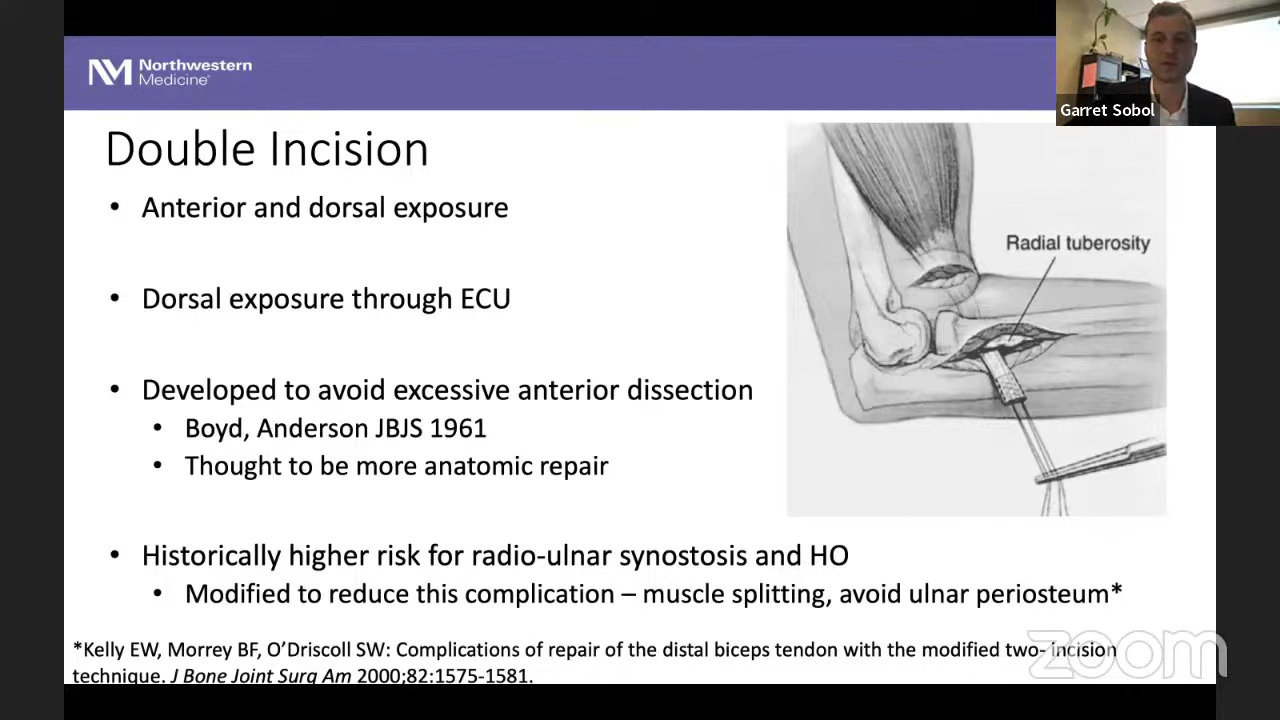 Northwestern
Medicine
Garret Sobol
Double Incision
• Anterior and dorsal exposure
• Dorsal exposure through ECU
• Developed to avoid excessive anterior dissection
• Boyd, Anderson JBJS 1961
• Thought to be more anatomic repair
• Historically higher risk for radio-ulnar synostosis and HO
• Modified to reduce this complication – muscle splitting, avoid ulnar periosteum*
Radial tuberosity
*Kelly EW, Morrey BF, O’Driscoll SW: Complications of repair of the distal biceps tendon with the modified two- incision
technique. J Bone Joint Surg Am 2000;82:1575-1581.
zoom